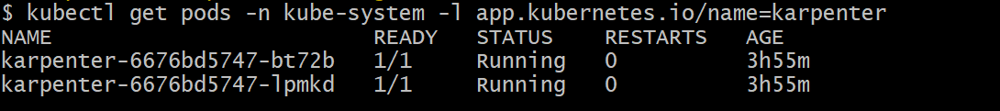 $ kubectl get pods -n kube-system -l app.kubernetes.io/name=karpenter
NAME READY STATUS RESTARTS AGE
karpenter-6676bd5747-bt72b 1/1 Running 0 3h55m
karpenter-6676bd5747-lpmkd 1/1 Running 0 3h55m